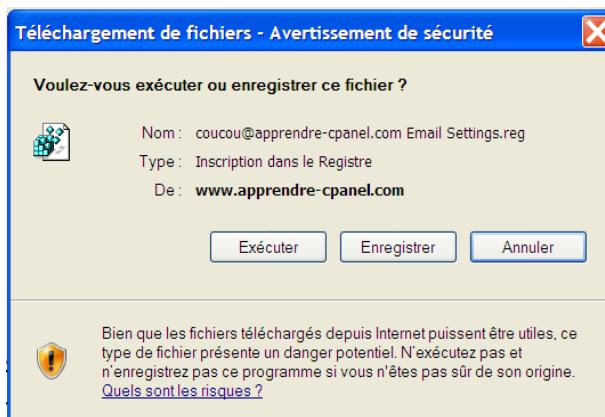 Téléchargement de fichiers - Avertissement de sécurité
Voulez-vous exécuter ou enregistrer ce fichier ?
Nom : coucou@apprendre-cpanel.com Email Settings.reg
Type : Inscription dans le Registre
De : www.apprendre-cpanel.com
Exécuter Enregistrer Annuler
Bien que les fichiers téléchargés depuis Internet puissent être utiles, ce
type de fichier présente un danger potentiel. N'exécutez pas et
n'enregistrez pas ce programme si vous n'êtes pas sûr de son origine.
Quels sont les risques ?